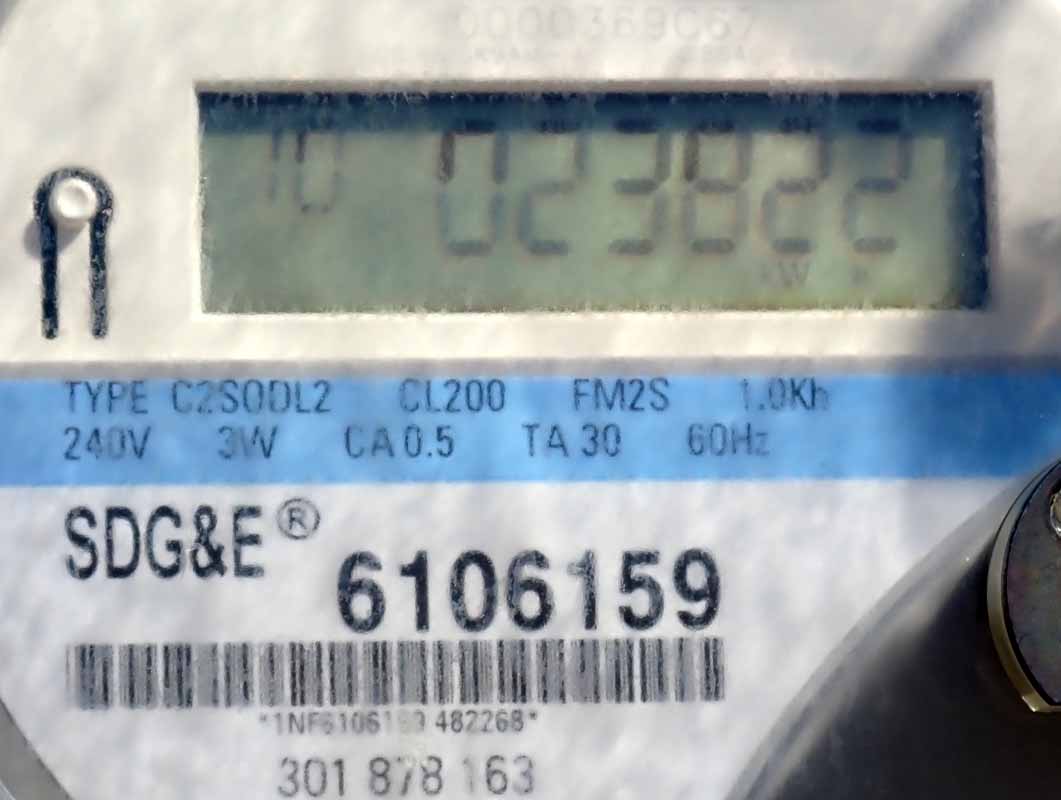 10 023822
TYPE C2SODL2 CL200 FM2S 1.0Kh
240V 3W CA 0.5 TA 30 60Hz
SDG&E®
6106159
482268*
301 878 163